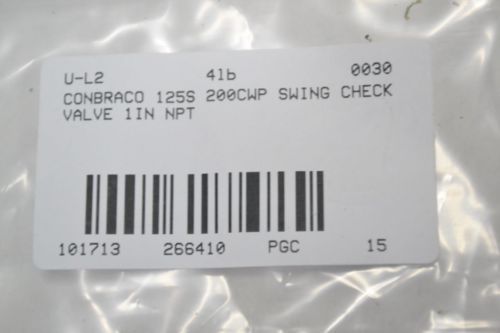 U-L2 4lb 0030
CONBRACO 125S 200CWP SWING CHECK
VALVE 1IN NPT
101713 266410 PGC 15